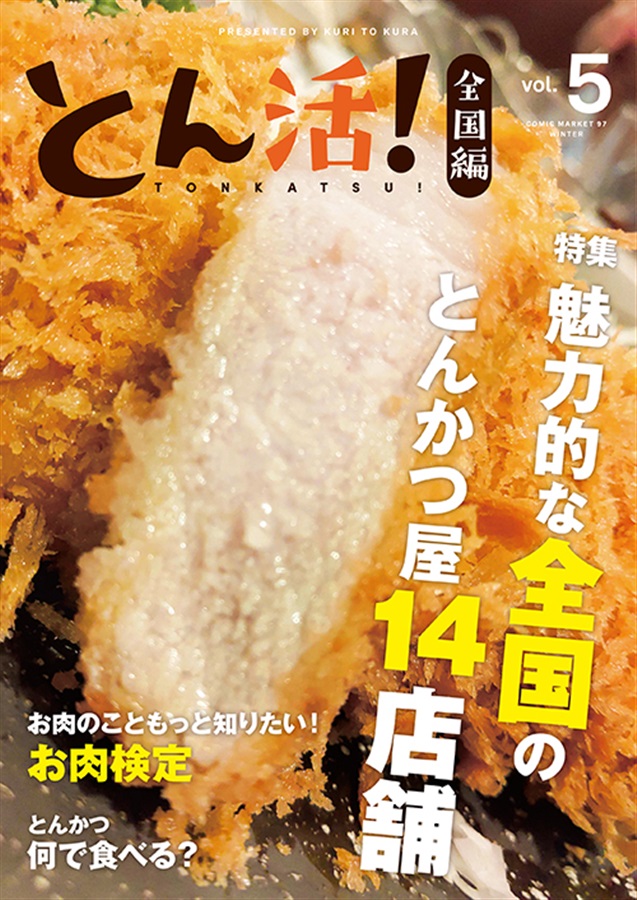 PRESENTED BY KURI TO KURA
とん活!
全国編
TONKATSU!
vol. 5
COMIC MARKET 97
WINTER
特集
魅力的な全国の
とんかつ屋14店舗
お肉のこともっと知りたい!
お肉検定
とんかつ
何で食べる?